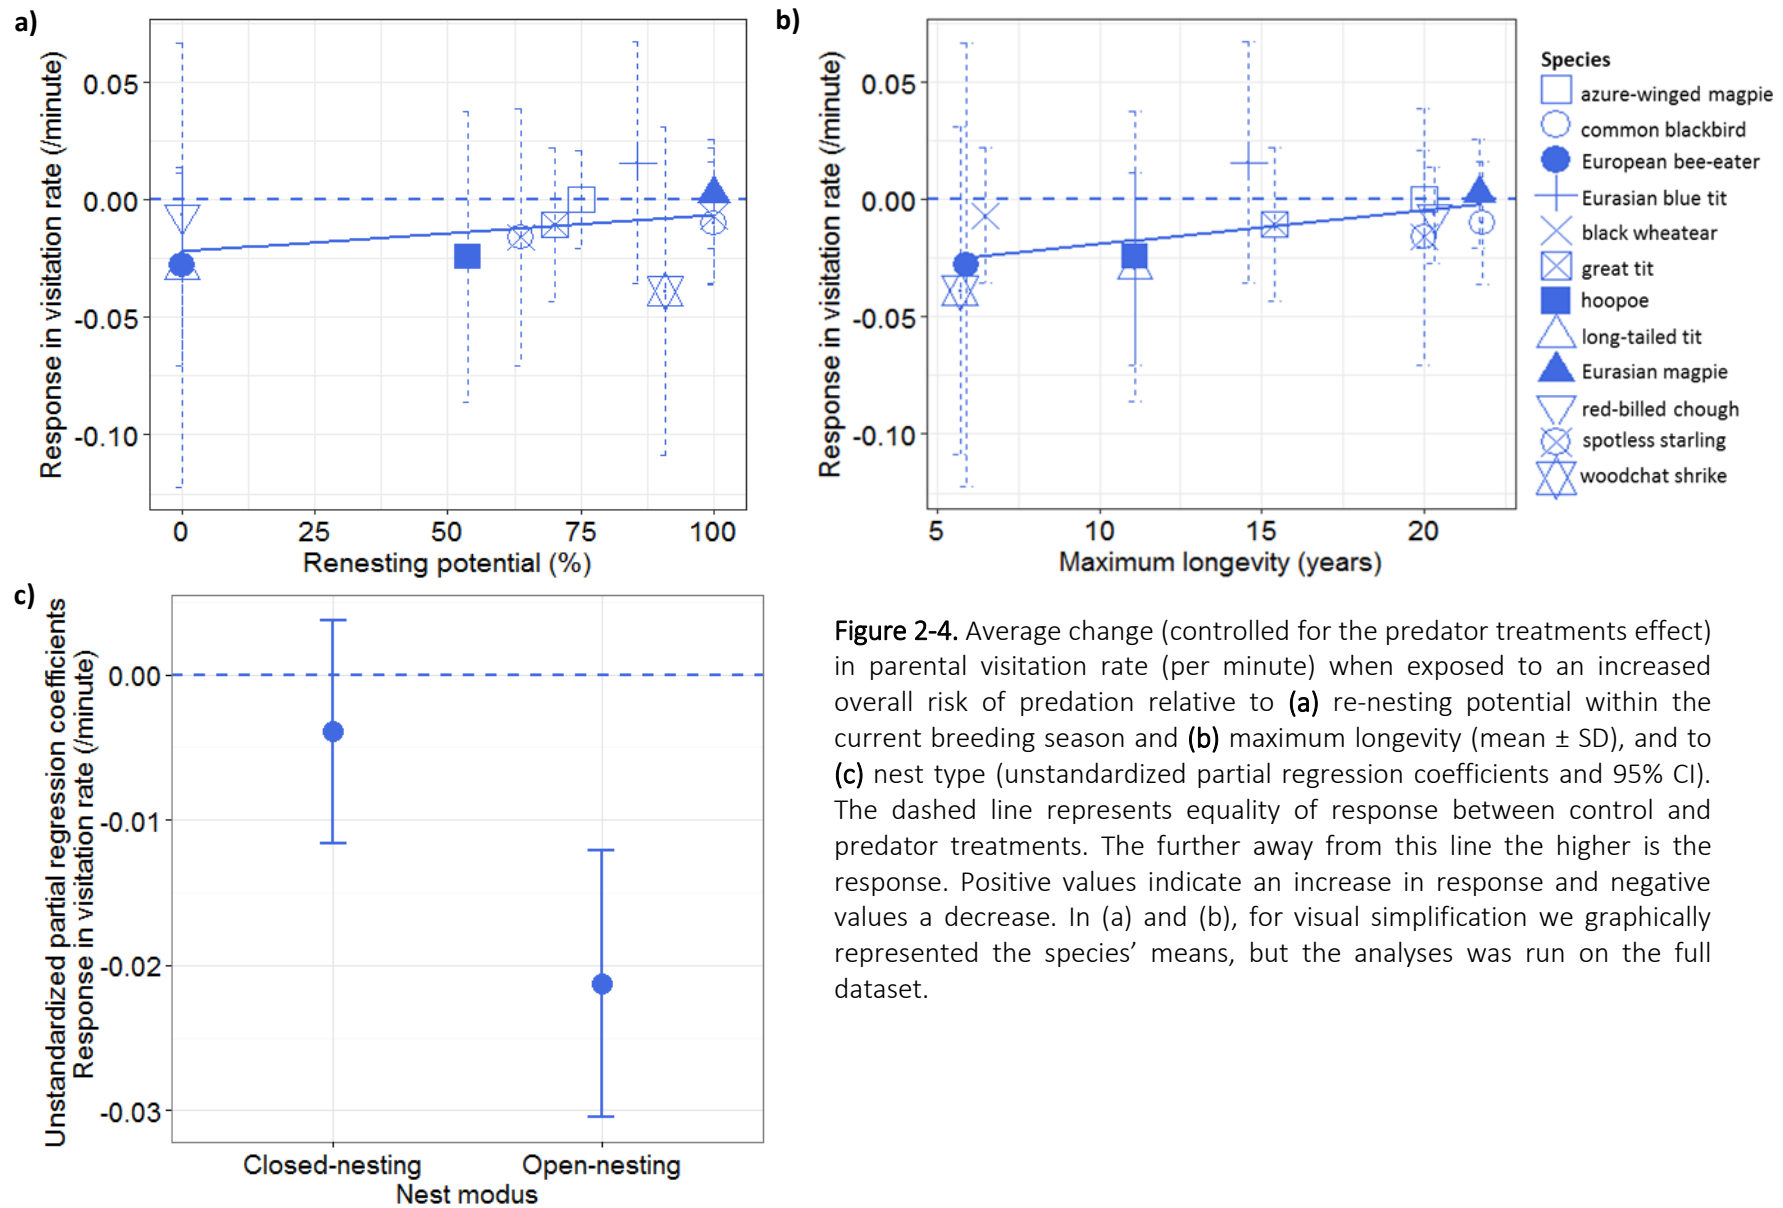 a)
Response in visitation rate (/minute)
0.05
0.00
-0.05
-0.10
0
25
50
75
100
Renesting potential (%)
b)
Response in visitation rate (/minute)
0.05
0.00
-0.05
-0.10
5
10
15
20
Maximum longevity (years)
Species
azure-winged magpie
common blackbird
European bee-eater
Eurasian blue tit
black wheatear
great tit
hoopoe
long-tailed tit
Eurasian magpie
red-billed chough
spotless starling
woodchat shrike
c)
Unstandardized partial regression coefficients
Response in visitation rate (/minute)
0.00
-0.01
-0.02
-0.03
Closed-nesting
Open-nesting
Nest modus
Figure 2-4. Average change (controlled for the predator treatments effect)
in parental visitation rate (per minute) when exposed to an increased
overall risk of predation relative to (a) re-nesting potential within the
current breeding season and (b) maximum longevity (mean ± SD), and to
(c) nest type (unstandardized partial regression coefficients and 95% CI).
The dashed line represents equality of response between control and
predator treatments. The further away from this line the higher is the
response. Positive values indicate an increase in response and negative
values a decrease. In (a) and (b), for visual simplification we graphically
represented the species’ means, but the analyses was run on the full
dataset.